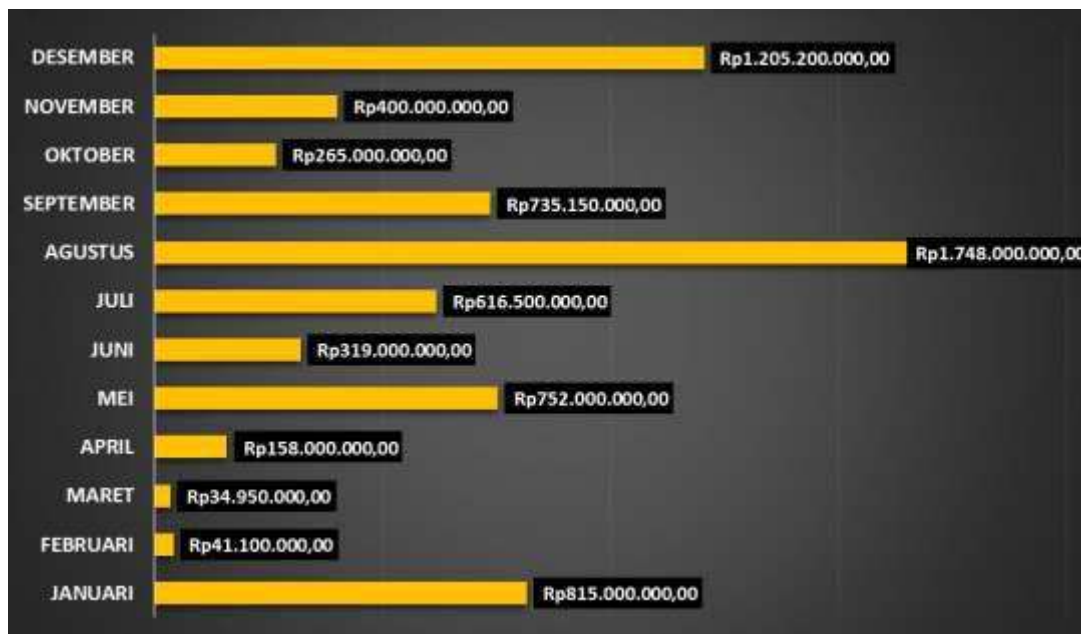 DESEMBER Rp1.205.200.000,00
NOVEMBER Rp400.000.000,00
OKTOBER Rp265.000.000,00
SEPTEMBER Rp735.150.000,00
AGUSTUS Rp1.748.000.000,00
JULI Rp616.500.000,00
JUNI Rp319.000.000,00
MEI Rp752.000.000,00
APRIL Rp158.000.000,00
MARET Rp34.950.000,00
FEBRUARI Rp41.100.000,00
JANUARI Rp815.000.000,00